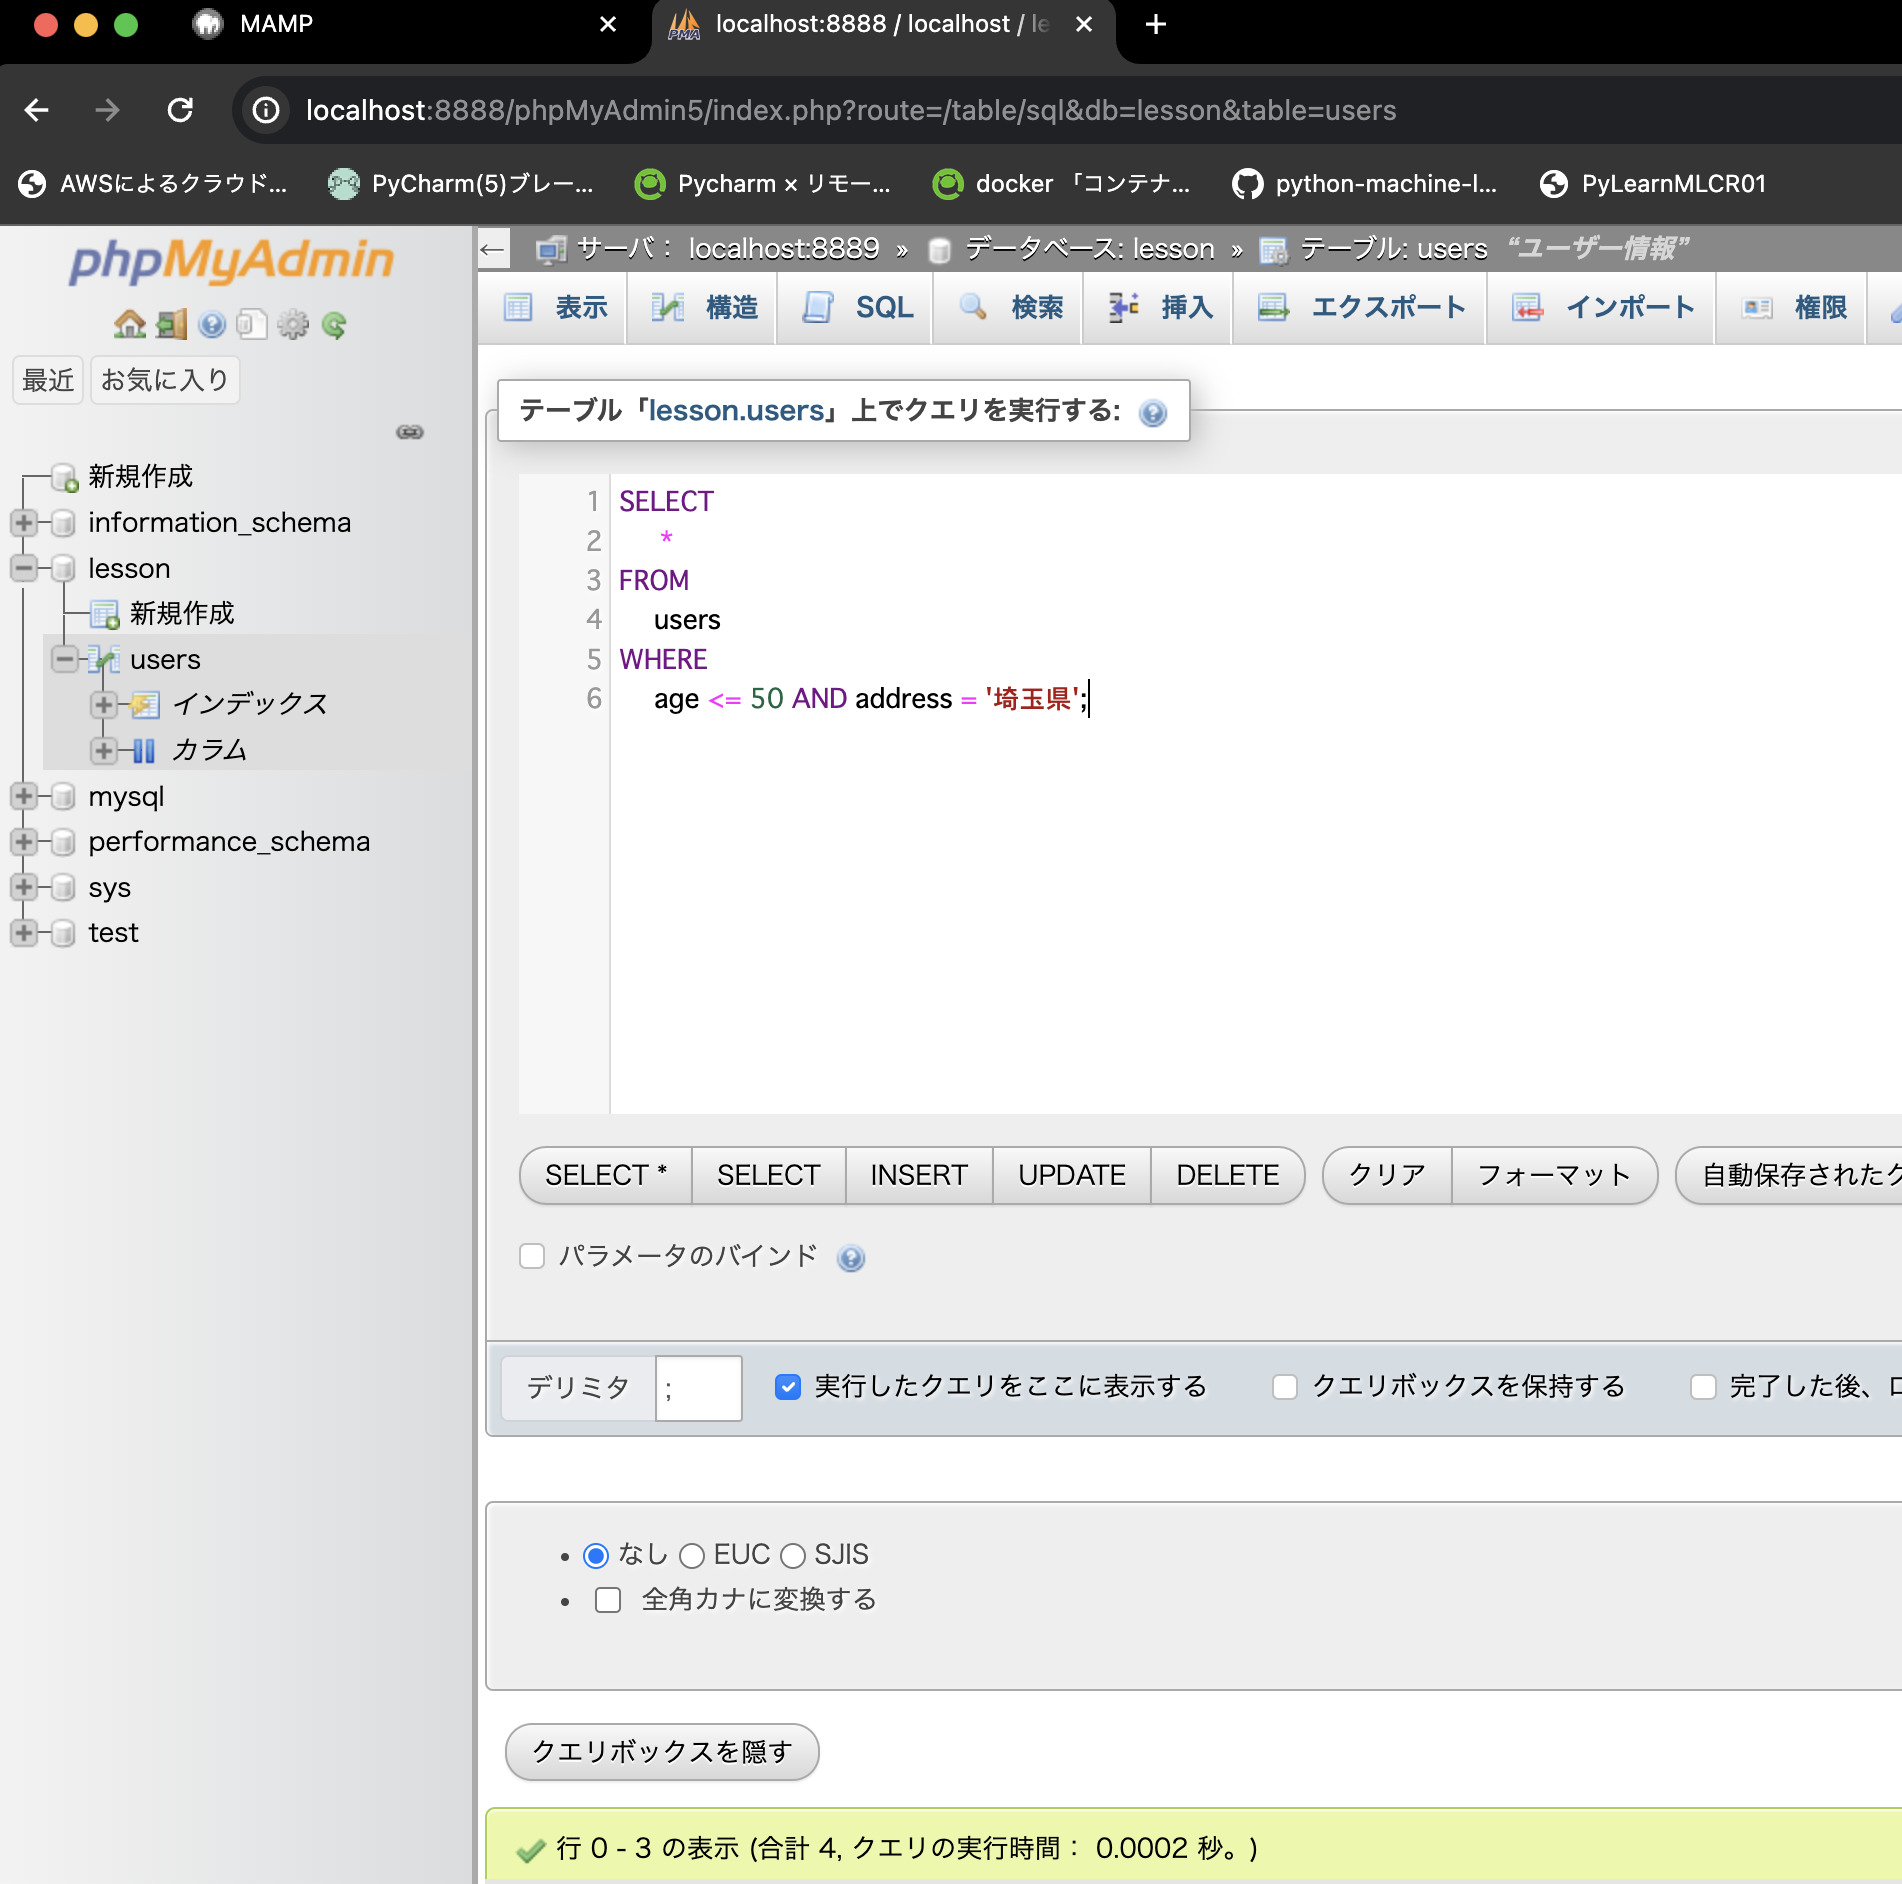 MAMP
localhost:8888 / localhost / le
localhost:8888/phpMyAdmin5/index.php?route=/table/sql&db=lesson&table=users
AWSによるクラウド...
PyCharm(5)ブレー...
Pycharm × リモー...
docker 「コンテナ...
python-machine-l...
PyLearnMLCR01
phpMyAdmin
最近
お気に入り
新規作成
information_schema
lesson
新規作成
users
インデックス
カラム
mysql
performance_schema
sys
test
サーバ： localhost:8889 » データベース: lesson » テーブル: users “ユーザー情報”
表示
構造
SQL
検索
挿入
エクスポート
インポート
権限
テーブル「lesson.users」上でクエリを実行する:
1 SELECT
2 *
3 FROM
4 users
5 WHERE
6 age <= 50 AND address = '埼玉県';
SELECT *
SELECT
INSERT
UPDATE
DELETE
クリア
フォーマット
自動保存されたク
パラメータのバインド
デリミタ ;
実行したクエリをここに表示する
クエリボックスを保持する
完了した後、ロ
なし EUC SJIS
全角カナに変換する
クエリボックスを隠す
行 0 - 3 の表示 (合計 4, クエリの実行時間： 0.0002 秒。)